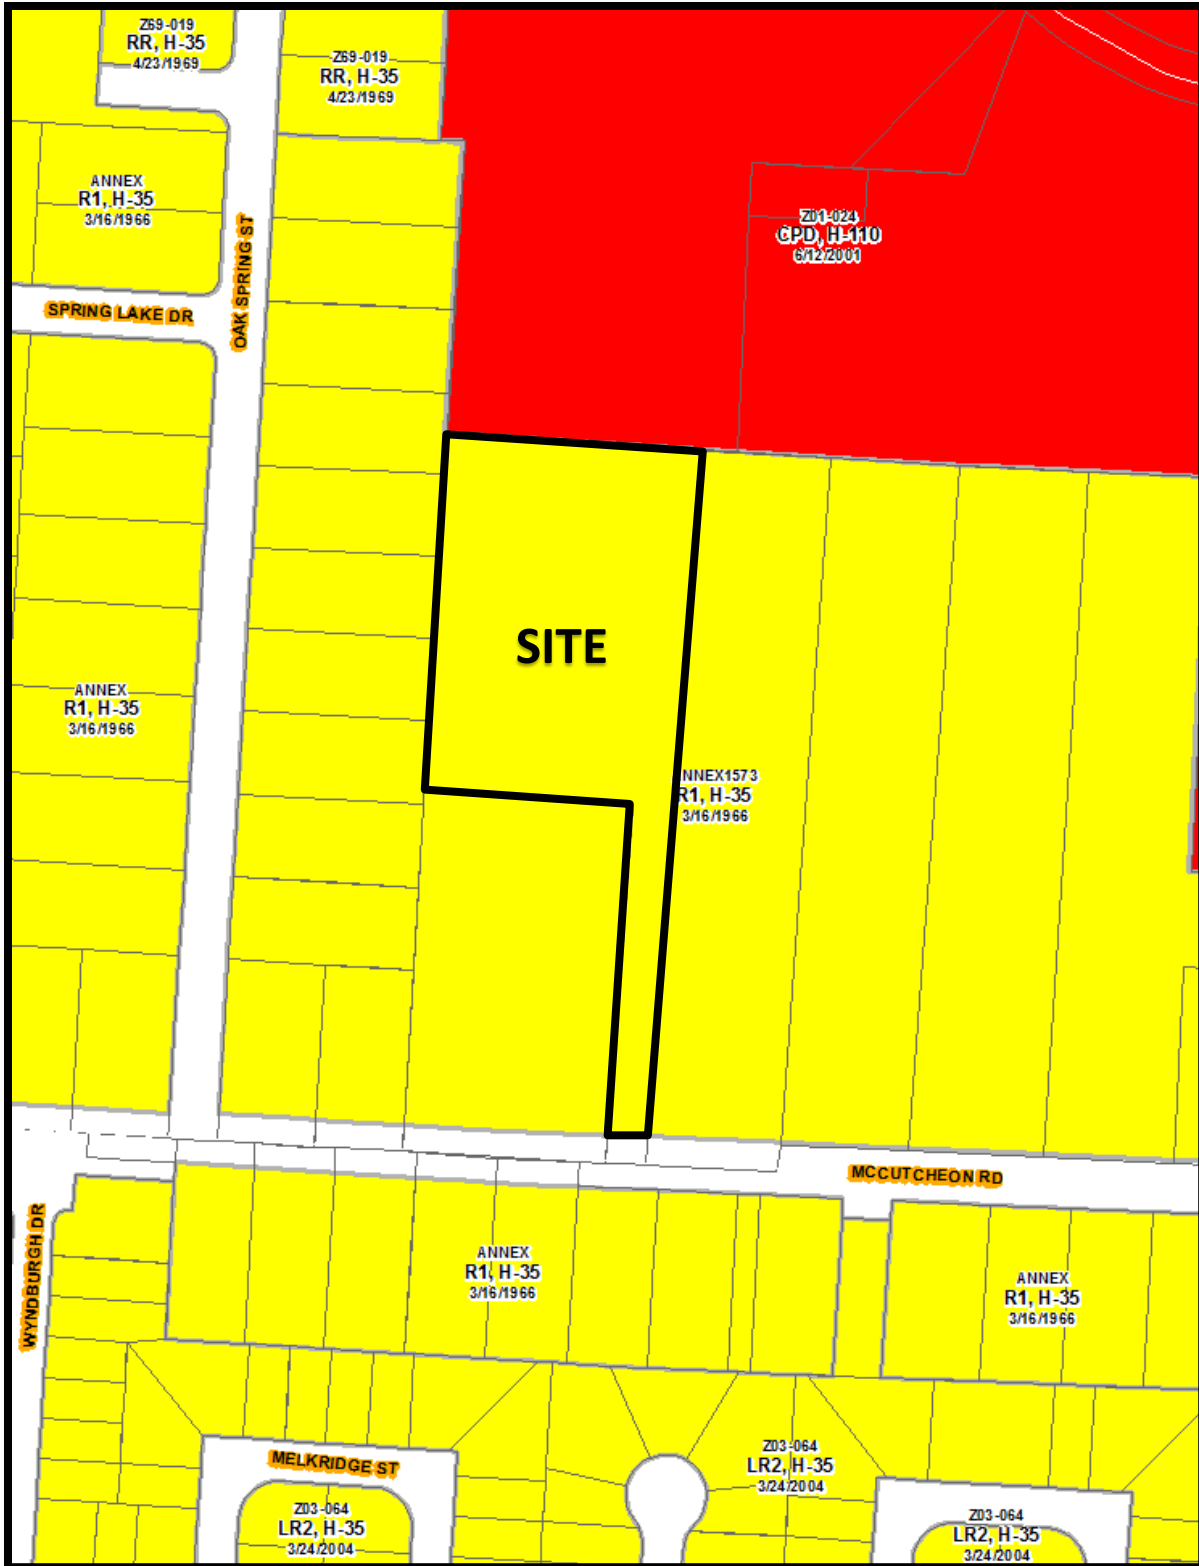 Z69-019
RR, H-35
4/23/1969
Z69-019
RR, H-35
4/23/1969
ANNEX
R1, H-35
3/16/1966
Z01-024
CPD, H-110
6/12/2001
OAK SPRING ST
SPRING LAKE DR
SITE
ANNEX
R1, H-35
3/16/1966
NNEX1573
R1, H-35
3/16/1966
MCCUTCHEON RD
WYNDBURGH DR
ANNEX
R1, H-35
3/16/1966
ANNEX
R1, H-35
3/16/1966
MELKRIDGE ST
Z03-064
LR2, H-35
3/24/2004
Z03-064
LR2, H-35
3/24/2004
Z03-064
LR2, H-35
3/24/2004